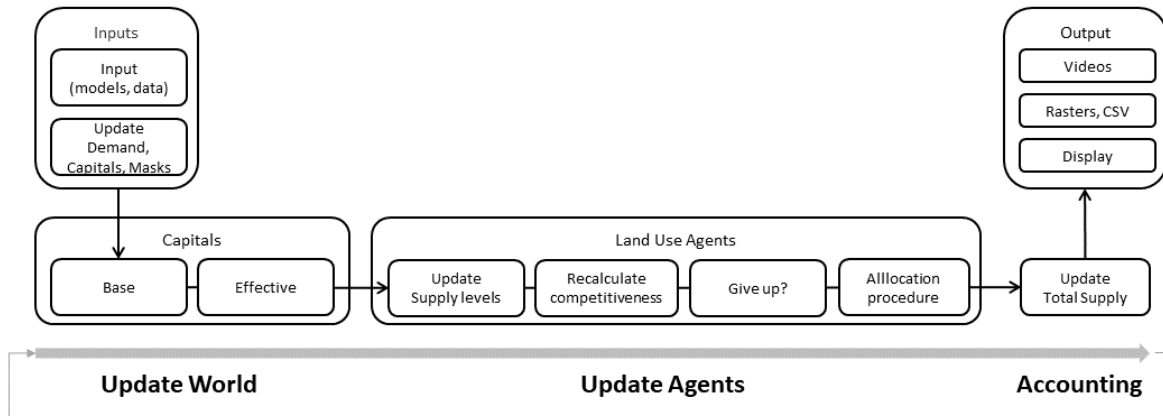 Inputs
Input
(models, data)
Update
Demand,
Capitals, Masks
Capitals
Base
Effective
Land Use Agents
Update
Supply levels
Recalculate
competitiveness
Give up?
Alllocation
procedure
Output
Videos
Rasters, CSV
Display
Update
Total Supply
Update World
Update Agents
Accounting